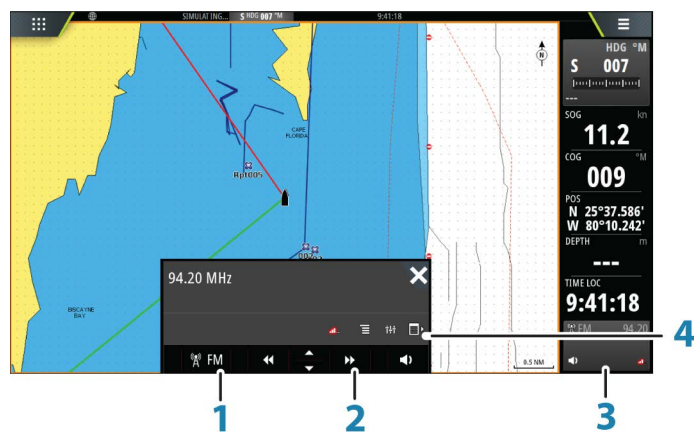 SIMULATING... S HDG 007 °M 9:41:18
N
CAPE
FLORIDA
Rpt005
BISCAYNE
BAY
94.20 MHz
FM
0.5 NM
HDG °M
S 007
---
SOG kn
11.2
COG °M
009
POS
N 25°37.586'
W 80°10.242'
DEPTH m
---
TIME LOC
9:41:18
FM 94.20
1
2
3
4